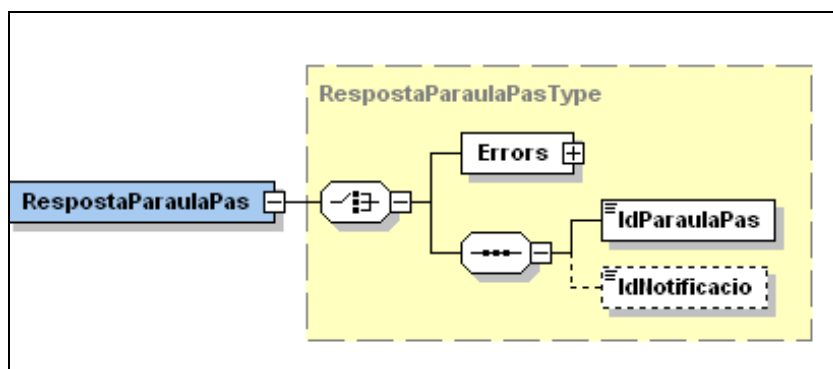 RespostaParaulaPasType
Errors
RespostaParaulaPas
IdParaulaPas
IdNotificacio